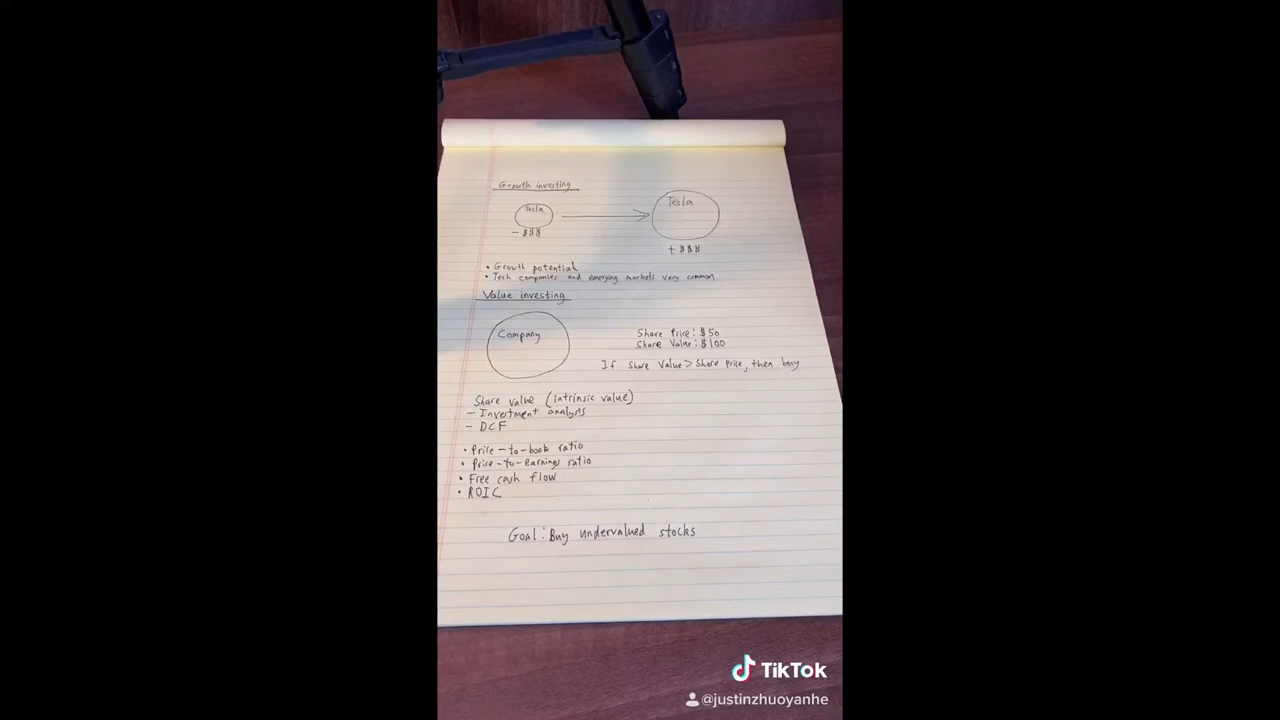 Growth investing
Tesla
Tesla
- $$$
+ $$$
• Growth potential
• Tech companies and emerging markets very common
Value investing
Company
Share Price: $50
Share Value: $100
If Share Value > Share Price, then buy
Share value (intrinsic value)
- Investment analysts
- DCF
• Price-to-book ratio
• Price-to-earnings ratio
• Free cash flow
• ROIC
Goal: Buy undervalued stocks
TikTok
@justinzhuoyanhe